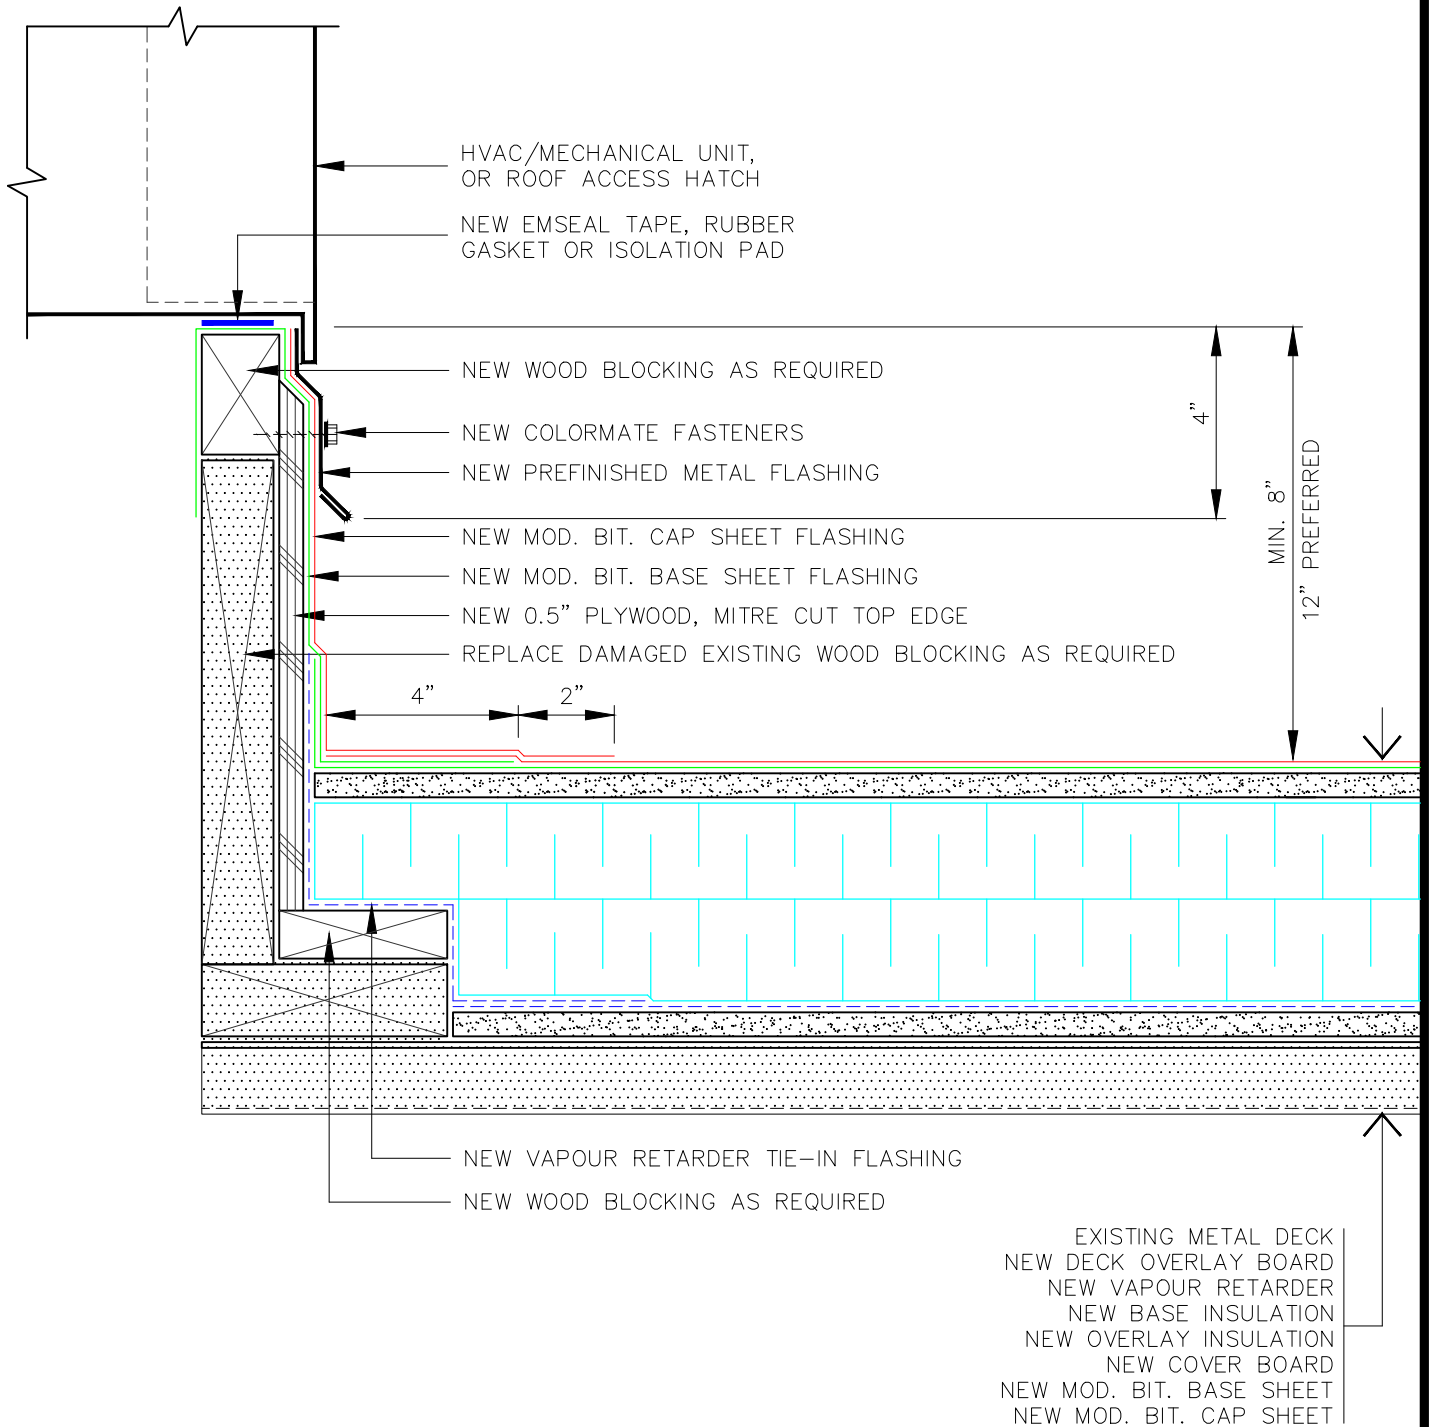 HVAC/MECHANICAL UNIT,
OR ROOF ACCESS HATCH
NEW EMSEAL TAPE, RUBBER
GASKET OR ISOLATION PAD
NEW WOOD BLOCKING AS REQUIRED
NEW COLORMATE FASTENERS
NEW PREFINISHED METAL FLASHING
4”
MIN. 8”
12” PREFERRED
NEW MOD. BIT. CAP SHEET FLASHING
NEW MOD. BIT. BASE SHEET FLASHING
NEW 0.5” PLYWOOD, MITRE CUT TOP EDGE
REPLACE DAMAGED EXISTING WOOD BLOCKING AS REQUIRED
4” 2”
NEW VAPOUR RETARDER TIE–IN FLASHING
NEW WOOD BLOCKING AS REQUIRED
EXISTING METAL DECK
NEW DECK OVERLAY BOARD
NEW VAPOUR RETARDER
NEW BASE INSULATION
NEW OVERLAY INSULATION
NEW COVER BOARD
NEW MOD. BIT. BASE SHEET
NEW MOD. BIT. CAP SHEET